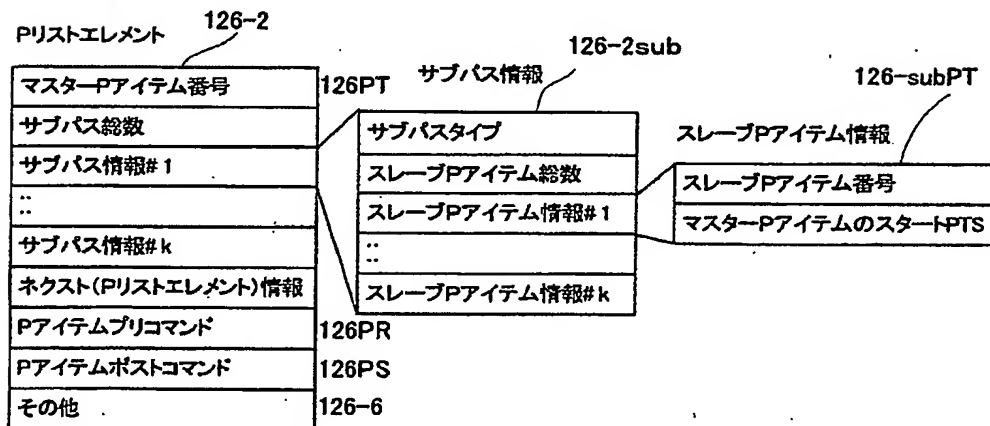 Pリストエレメント
126-2
マスターPアイテム番号
126PT
サブパス総数
サブパス情報#1
::
サブパス情報#k
ネクスト(Pリストエレメント)情報
Pアイテムプリコマンド
126PR
Pアイテムポストコマンド
126PS
その他
126-6
サブパス情報
126-2sub
サブパスタイプ
スレーブPアイテム総数
スレーブPアイテム情報#1
::
スレーブPアイテム情報#k
スレーブPアイテム情報
126-subPT
スレーブPアイテム番号
マスターPアイテムのスタートPTS